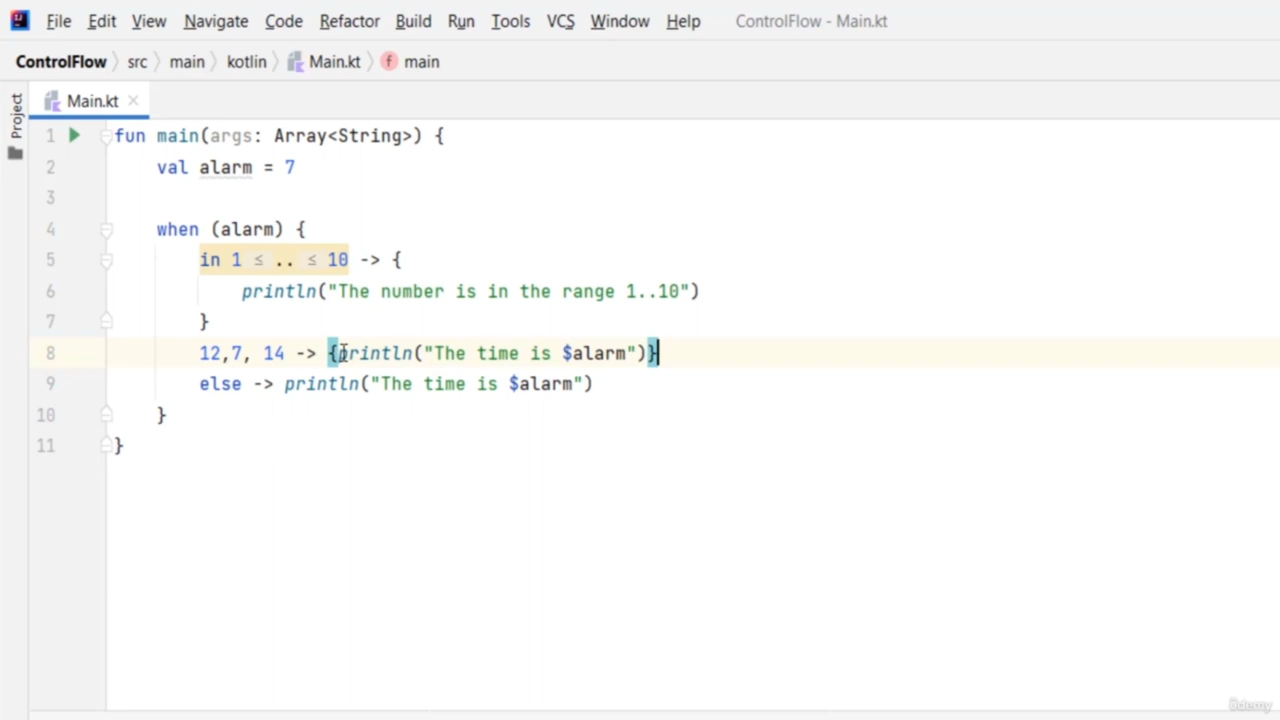 File Edit View Navigate Code Refactor Build Run Tools VCS Window Help ControlFlow - Main.kt
ControlFlow src main kotlin Main.kt f main
Project
Main.kt
1 fun main(args: Array<String>) {
2 val alarm = 7
3
4 when (alarm) {
5 in 1 ≤ .. ≤ 10 -> {
6 println("The number is in the range 1..10")
7 }
8 12,7, 14 -> {println("The time is $alarm")}
9 else -> println("The time is $alarm")
10 }
11 }
ûdemy